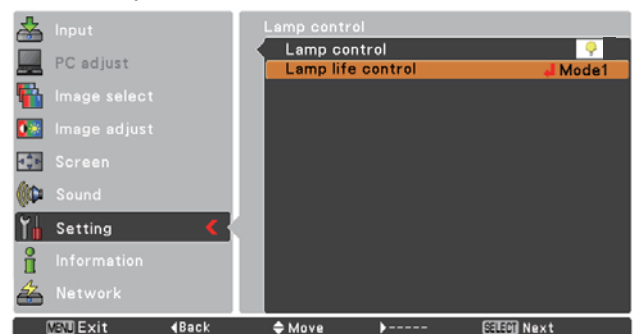 Input
PC adjust
Image select
Image adjust
Screen
Sound
Setting
Information
Network
Lamp control
Lamp control
Lamp life control Mode1
MENU Exit Back Move ----- SELECT Next